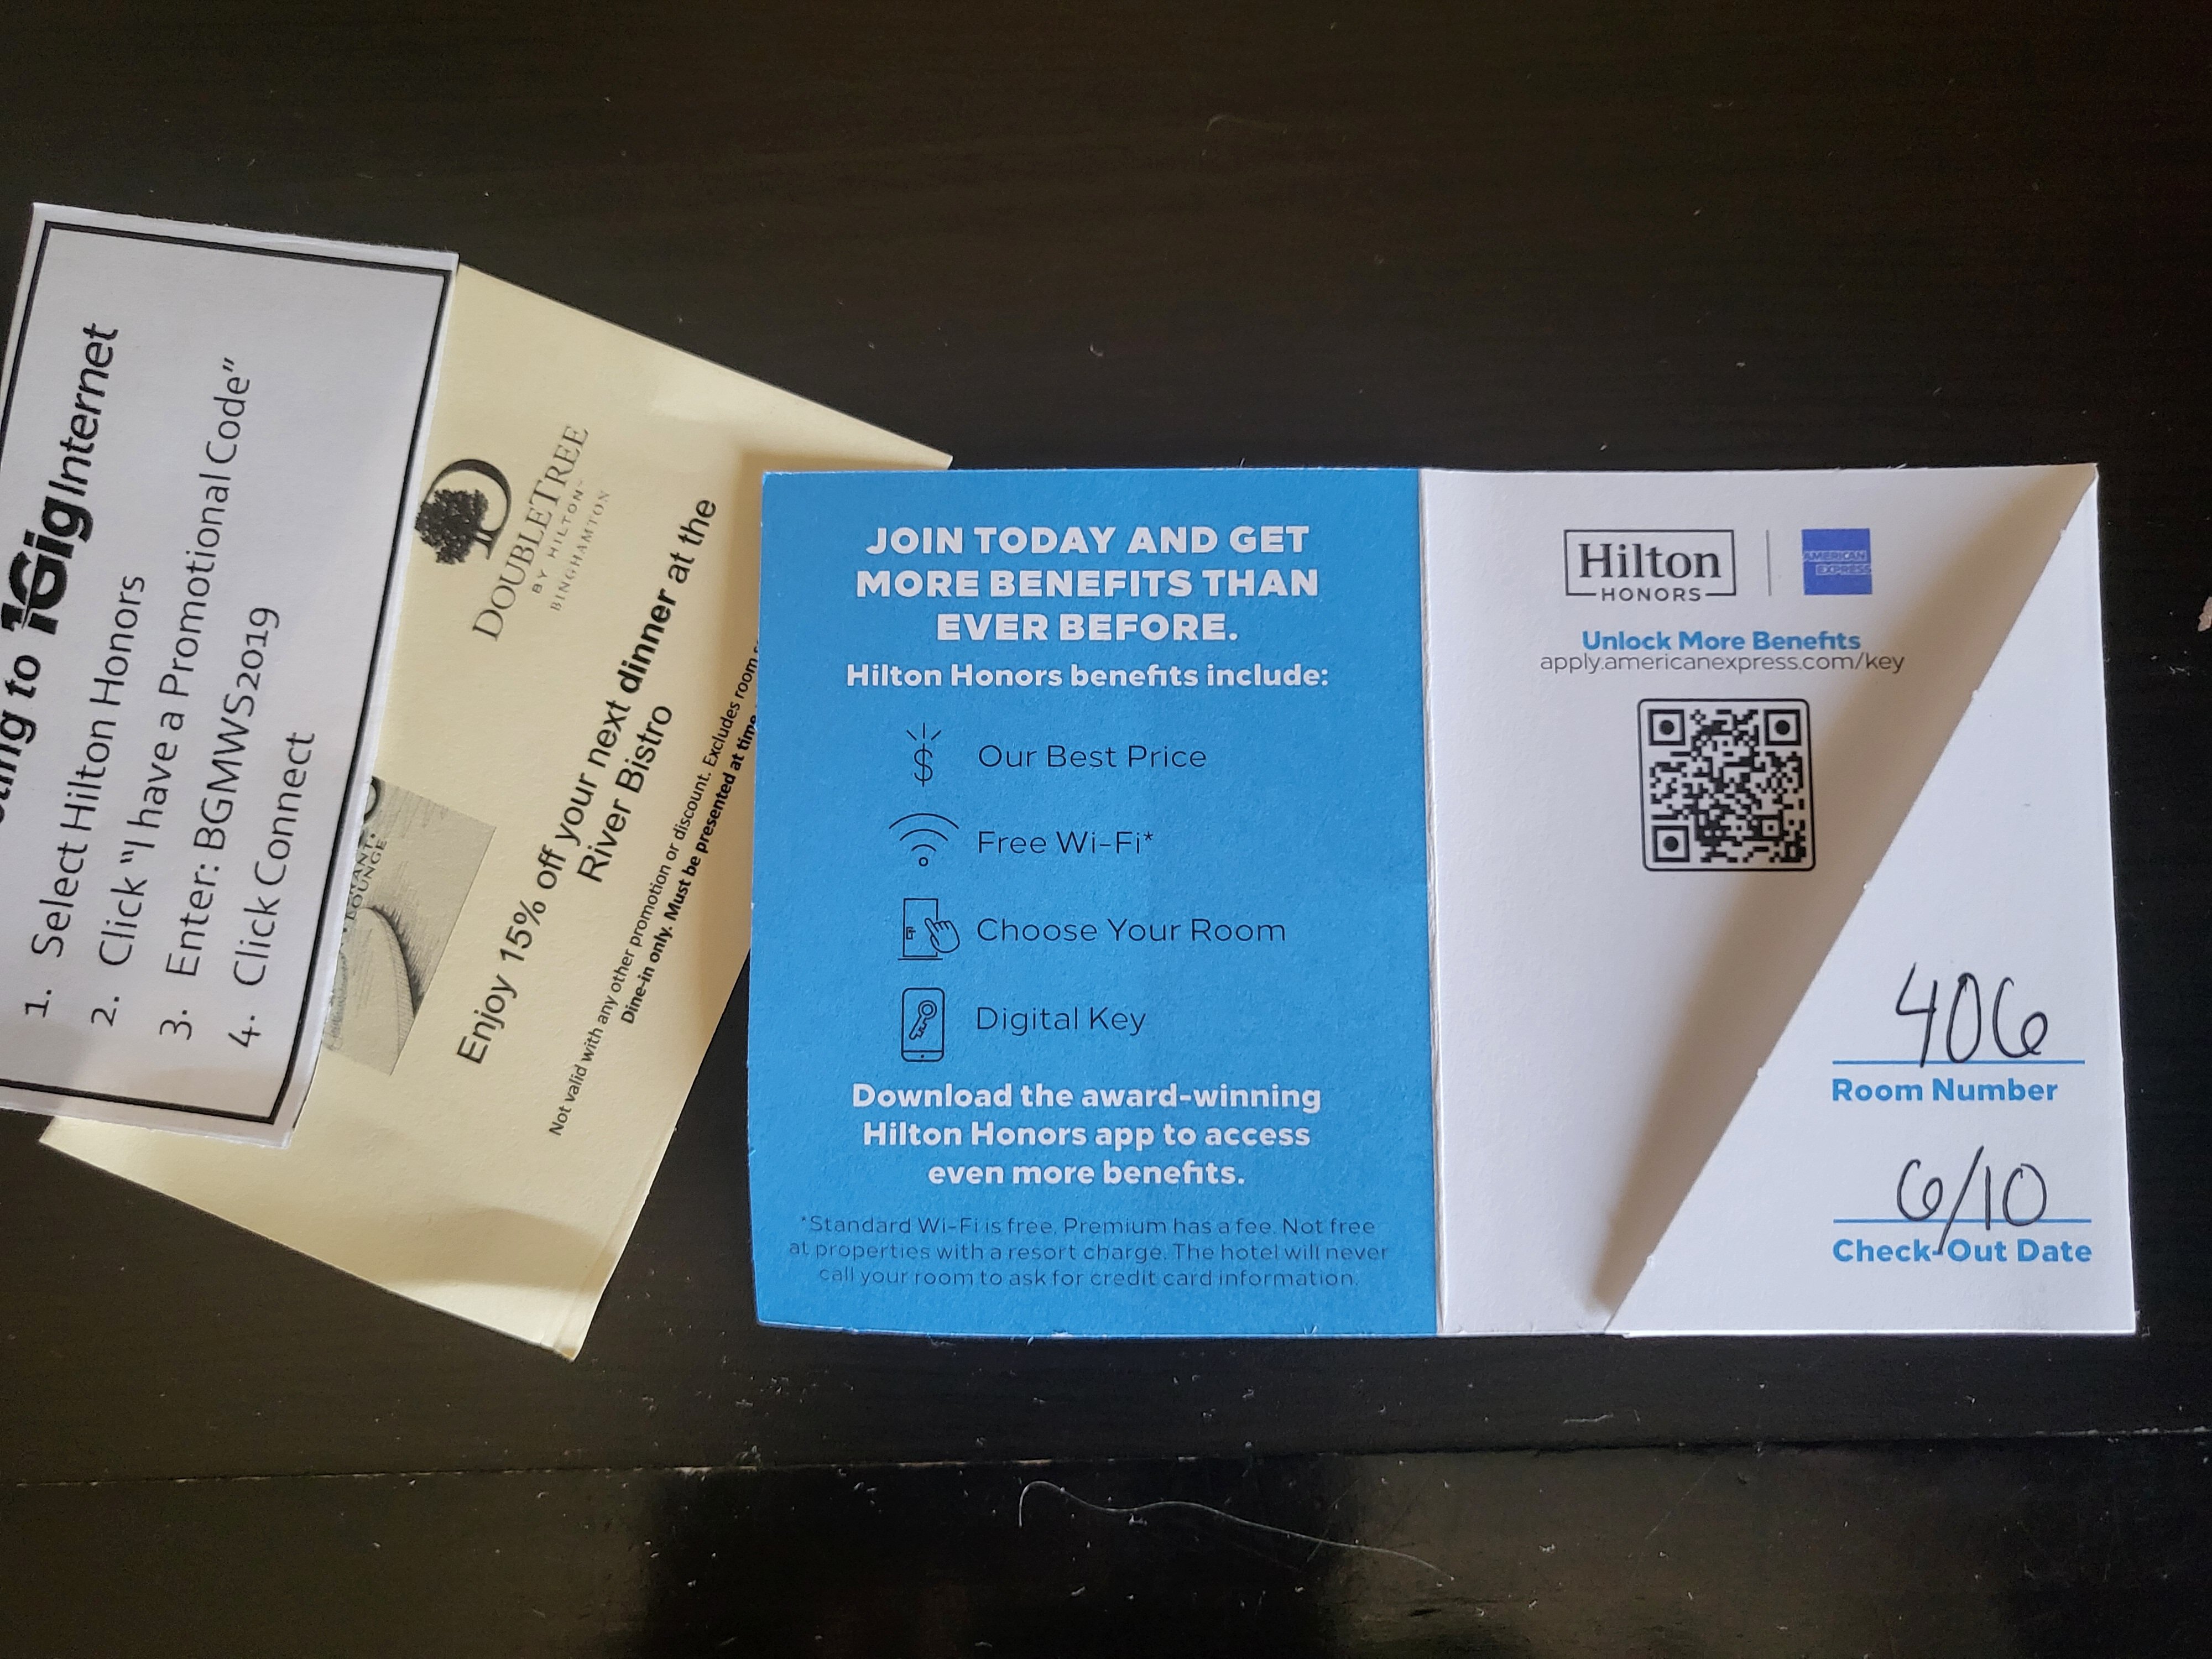 1GigInternet
1. Select Hilton Honors
2. Click "I have a Promotional Code"
3. Enter: BGMWS2019
4. Click Connect
DOUBLETREE
BY HILTON™
BINGHAMTON
LOUNGE
Enjoy 15% off your next dinner at the
River Bistro
Not valid with any other promotion or discount. Excludes room
Dine-in only. Must be presented at time
JOIN TODAY AND GET
MORE BENEFITS THAN
EVER BEFORE.
Hilton Honors benefits include:
Our Best Price
Free Wi-Fi*
Choose Your Room
Digital Key
Download the award-winning
Hilton Honors app to access
even more benefits.
*Standard Wi-Fi is free. Premium has a fee. Not free
at properties with a resort charge. The hotel will never
call your room to ask for credit card information.
Hilton
HONORS
AMERICAN
EXPRESS
Unlock More Benefits
apply.americanexpress.com/key
406
Room Number
6/10
Check-Out Date